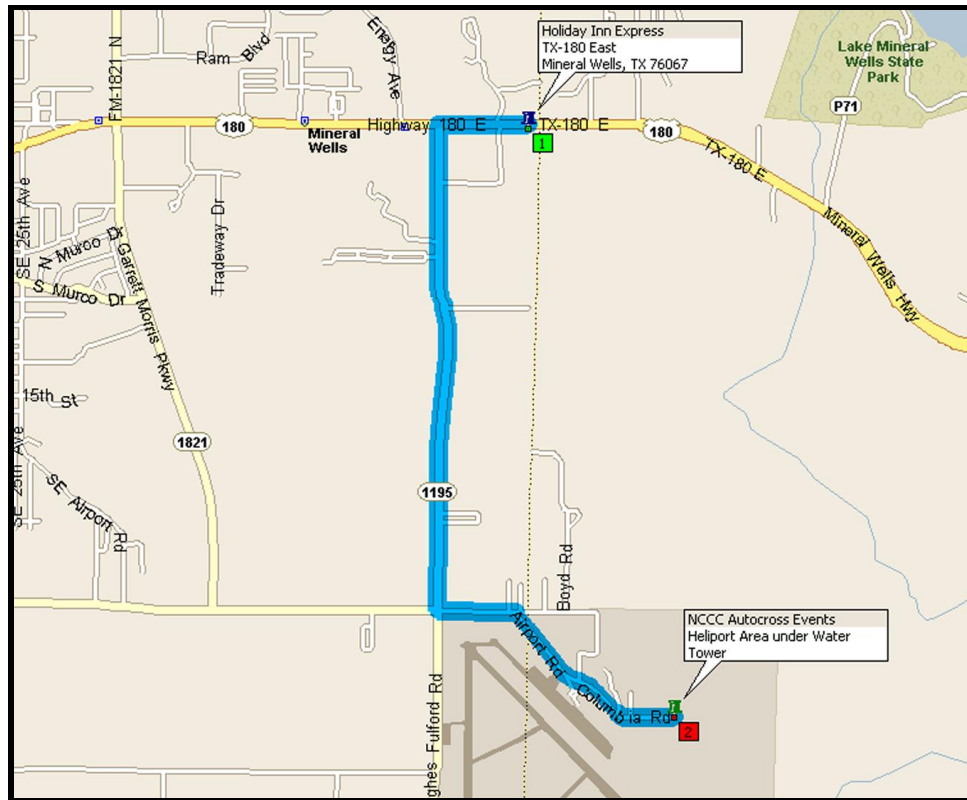 Holiday Inn Express
TX-180 East
Mineral Wells, TX 76067
Lake Mineral
Wells State
Park
P71
FM-1821 N
Ram Blvd
Energy Ave
180
Mineral
Wells
Highway 180 E
TX-180 E
1
180
TX-180 E
Mineral Wells Hwy
SE 25th Ave
N Murco Dr
S Murco Dr
Garrett Morris Pkwy
Tradeway Dr
15th St
1821
SE 25th Ave
SE Airport Rd
1195
Boyd Rd
NCCC Autocross Events
Heliport Area under Water
Tower
Airport Rd
Columbia Rd
2
ghes Fulford Rd